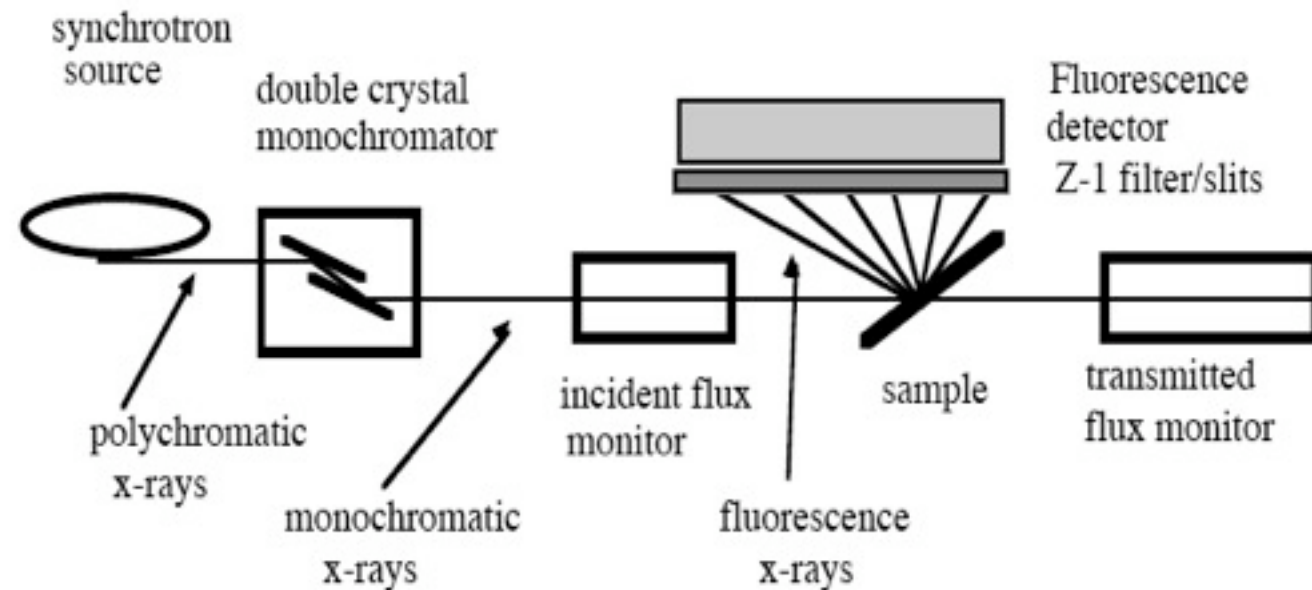 synchrotron
source
double crystal
monochromator
Fluorescence
detector
Z-1 filter/slits
polychromatic
x-rays
monochromatic
x-rays
incident flux
monitor
fluorescence
x-rays
sample
transmitted
flux monitor